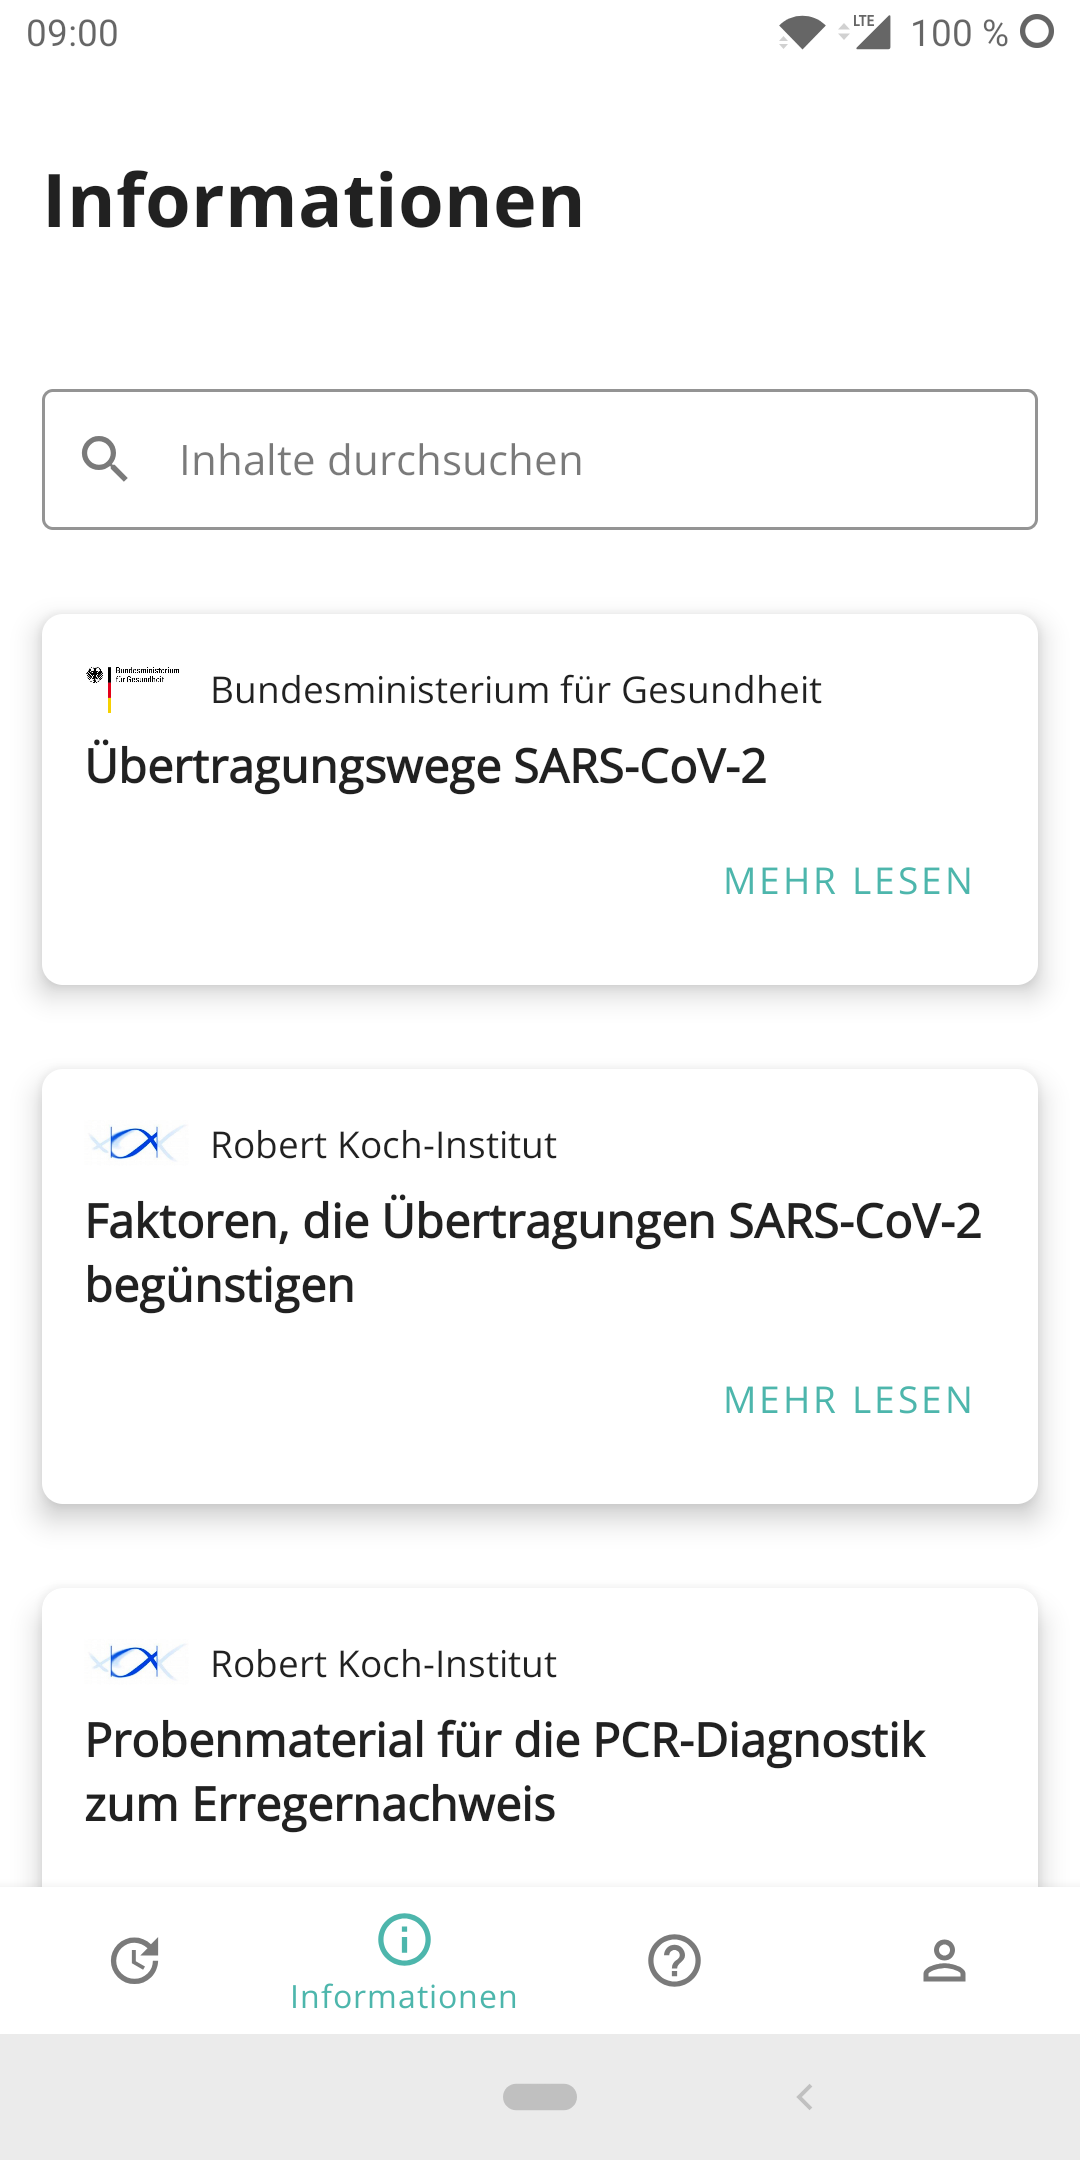 09:00
LTE
100 %
Informationen
Inhalte durchsuchen
Bundesministerium
für Gesundheit
Bundesministerium für Gesundheit
Übertragungswege SARS-CoV-2
MEHR LESEN
Robert Koch-Institut
Faktoren, die Übertragungen SARS-CoV-2
begünstigen
MEHR LESEN
Robert Koch-Institut
Probenmaterial für die PCR-Diagnostik
zum Erregernachweis
Informationen